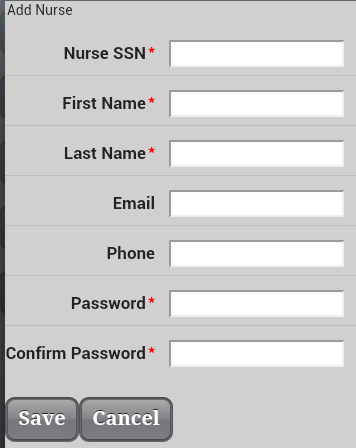 Add Nurse
Nurse SSN*
First Name*
Last Name*
Email
Phone
Password*
Confirm Password*
Save Cancel